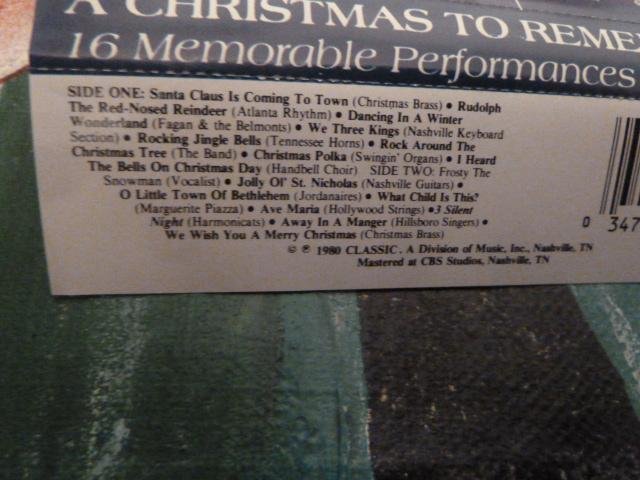 A CHRISTMAS TO REME
16 Memorable Performances
SIDE ONE: Santa Claus Is Coming To Town (Christmas Brass) • Rudolph
The Red-Nosed Reindeer (Atlanta Rhythm) • Dancing In A Winter
Wonderland (Fagan & the Belmonts) • We Three Kings (Nashville Keyboard
Section) • Rocking Jingle Bells (Tennessee Horns) • Rock Around The
Christmas Tree (The Band) • Christmas Polka (Swingin' Organs) • I Heard
The Bells On Christmas Day (Handbell Choir) SIDE TWO: Frosty The
Snowman (Vocalist) • Jolly Ol' St. Nicholas (Nashville Guitars) •
O Little Town Of Bethlehem (Jordanaires) • What Child Is This?
(Marguerite Piazza) • Ave Maria (Hollywood Strings) •3 Silent
Night (Harmonicats) • Away In A Manger (Hillsboro Singers) •
We Wish You A Merry Christmas (Christmas Brass)
© ℗ 1980 CLASSIC. A Division of Music, Inc., Nashville, TN
Mastered at CBS Studios, Nashville, TN
0 347